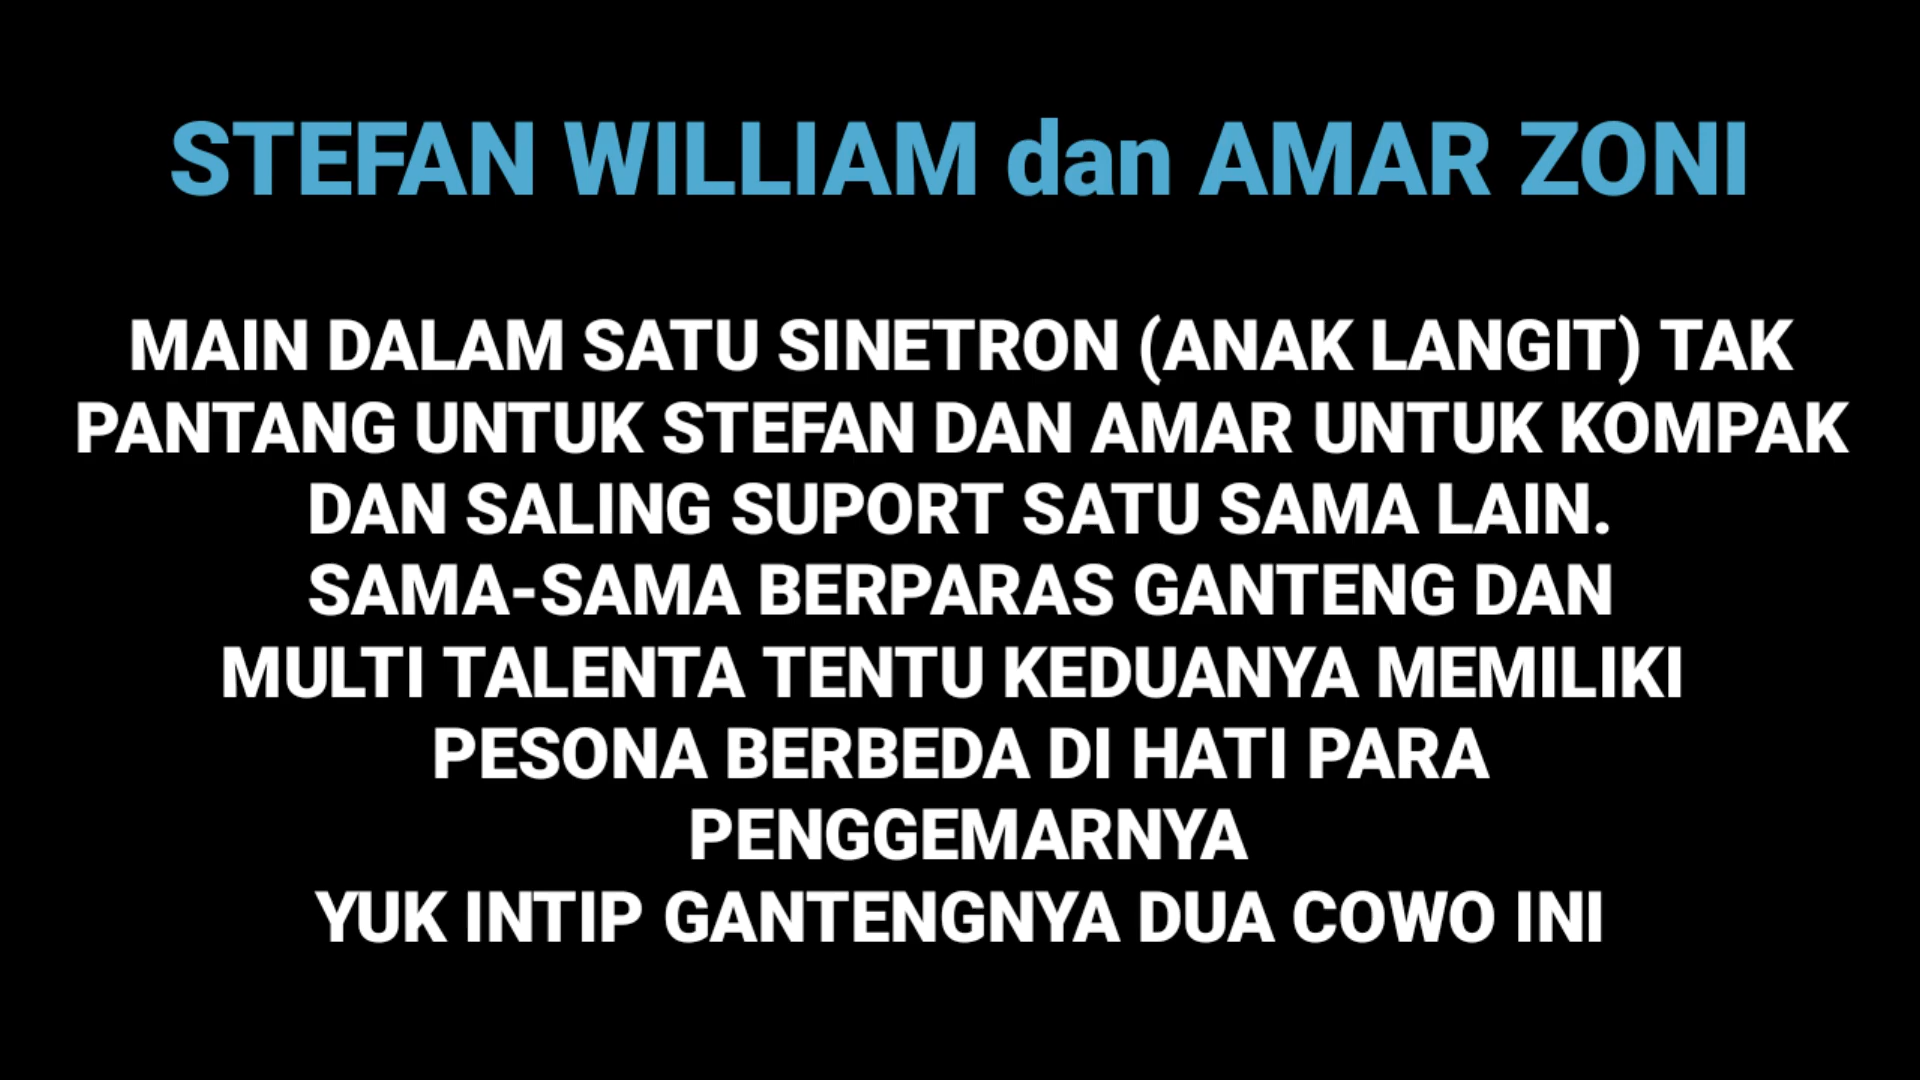 STEFAN WILLIAM dan AMAR ZONI
MAIN DALAM SATU SINETRON (ANAK LANGIT) TAK
PANTANG UNTUK STEFAN DAN AMAR UNTUK KOMPAK
DAN SALING SUPORT SATU SAMA LAIN.
SAMA-SAMA BERPARAS GANTENG DAN
MULTI TALENTA TENTU KEDUANYA MEMILIKI
PESONA BERBEDA DI HATI PARA
PENGGEMARNYA
YUK INTIP GANTENGNYA DUA COWO INI